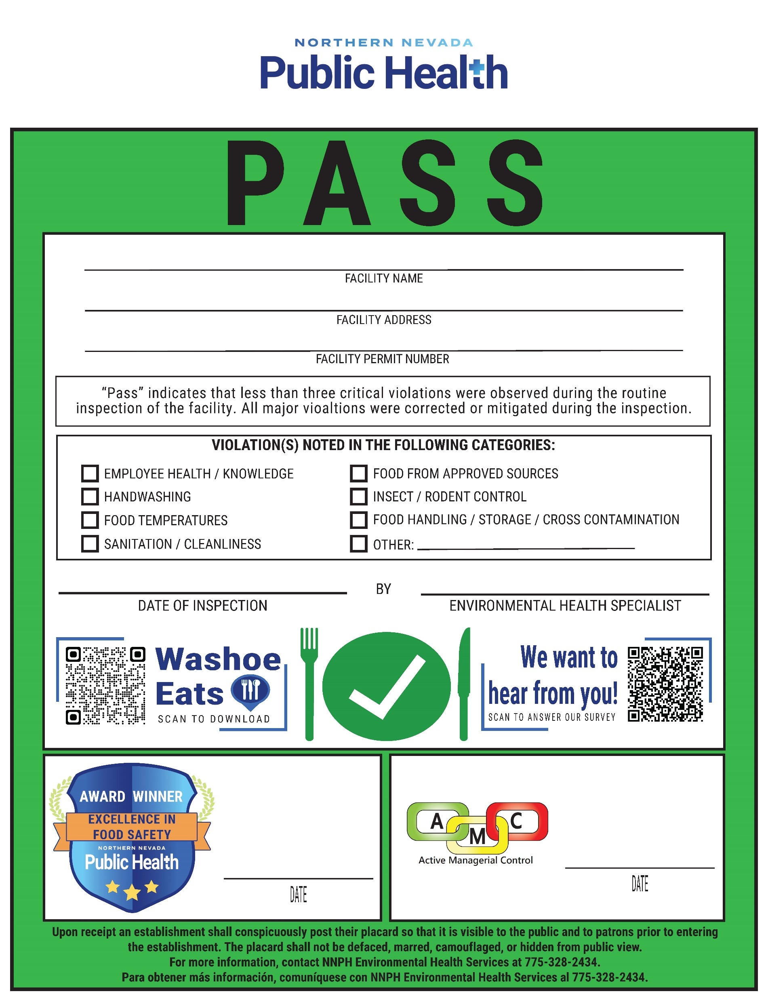 NORTHERN NEVADA
Public Health
PASS
FACILITY NAME
FACILITY ADDRESS
FACILITY PERMIT NUMBER
“Pass” indicates that less than three critical violations were observed during the routine
inspection of the facility. All major vioaltions were corrected or mitigated during the inspection.
VIOLATION(S) NOTED IN THE FOLLOWING CATEGORIES:
EMPLOYEE HEALTH / KNOWLEDGE
HANDWASHING
FOOD TEMPERATURES
SANITATION / CLEANLINESS
FOOD FROM APPROVED SOURCES
INSECT / RODENT CONTROL
FOOD HANDLING / STORAGE / CROSS CONTAMINATION
OTHER:
BY
DATE OF INSPECTION
ENVIRONMENTAL HEALTH SPECIALIST
Washoe
Eats
SCAN TO DOWNLOAD
We want to
hear from you!
SCAN TO ANSWER OUR SURVEY
AWARD WINNER
EXCELLENCE IN
FOOD SAFETY
NORTHERN NEVADA
Public Health
DATE
A M C
Active Managerial Control
DATE
Upon receipt an establishment shall conspicuously post their placard so that it is visible to the public and to patrons prior to entering
the establishment. The placard shall not be defaced, marred, camouflaged, or hidden from public view.
For more information, contact NNPH Environmental Health Services at 775-328-2434.
Para obtener más información, comuníquese con NNPH Environmental Health Services al 775-328-2434.